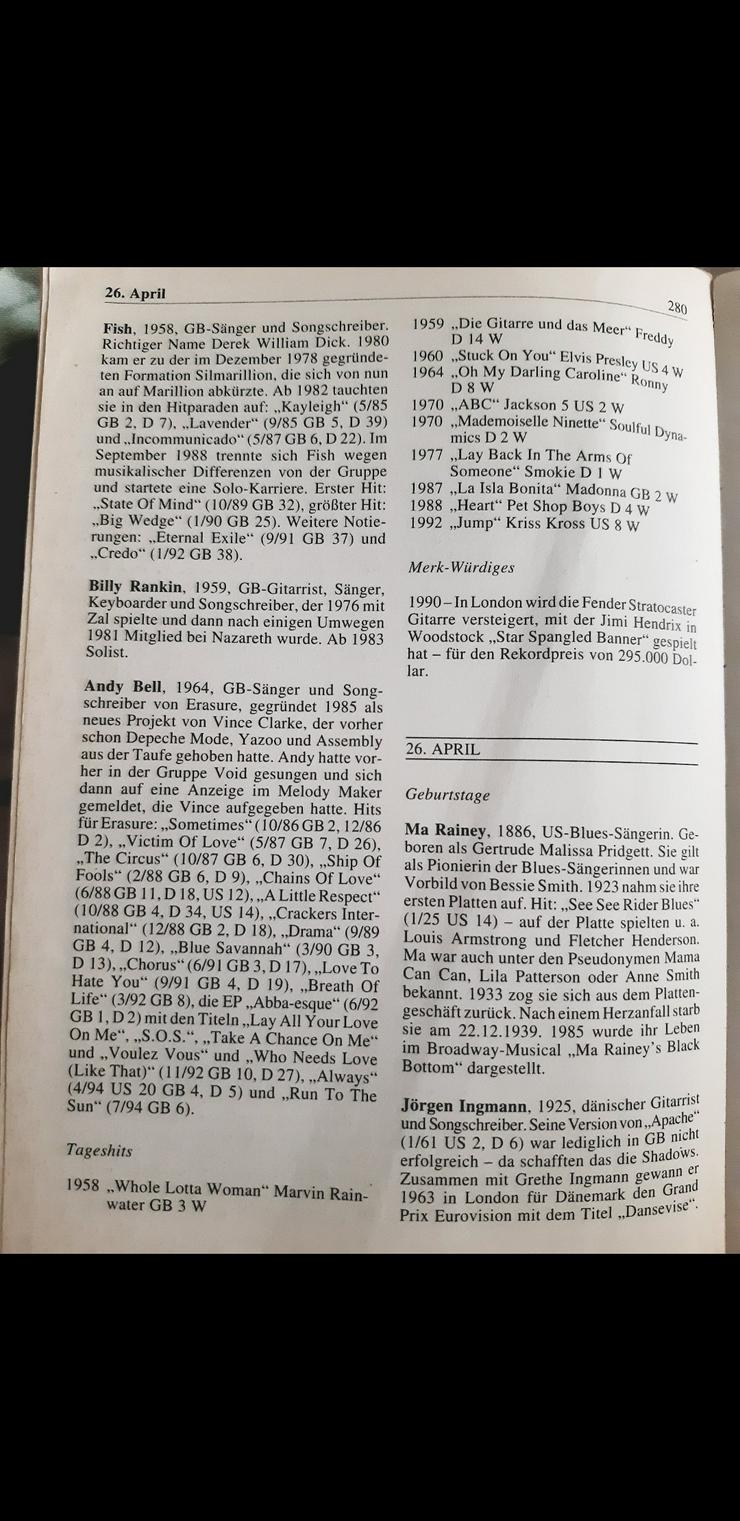 26. April
280
Fish, 1958, GB-Sänger und Songschreiber.
Richtiger Name Derek William Dick. 1980
kam er zu der im Dezember 1978 gegründe-
ten Formation Silmarillion, die sich von nun
an auf Marillion abkürzte. Ab 1982 tauchten
sie in den Hitparaden auf: „Kayleigh“ (5/85
GB 2, D 7), „Lavender“ (9/85 GB 5, D 39)
und „Incommunicado“ (5/87 GB 6, D 22). Im
September 1988 trennte sich Fish wegen
musikalischer Differenzen von der Gruppe
und startete eine Solo-Karriere. Erster Hit:
„State Of Mind“ (10/89 GB 32), größter Hit:
„Big Wedge“ (1/90 GB 25). Weitere Notie-
rungen: „Eternal Exile“ (9/91 GB 37) und
„Credo“ (1/92 GB 38).
Billy Rankin, 1959, GB-Gitarrist, Sänger,
Keyboarder und Songschreiber, der 1976 mit
Zal spielte und dann nach einigen Umwegen
1981 Mitglied bei Nazareth wurde. Ab 1983
Solist.
Andy Bell, 1964, GB-Sänger und Song-
schreiber von Erasure, gegründet 1985 als
neues Projekt von Vince Clarke, der vorher
schon Depeche Mode, Yazoo und Assembly
aus der Taufe gehoben hatte. Andy hatte vor-
her in der Gruppe Void gesungen und sich
dann auf eine Anzeige im Melody Maker
gemeldet, die Vince aufgegeben hatte. Hits
für Erasure: „Sometimes“ (10/86 GB 2, 12/86
D 2), „Victim Of Love“ (5/87 GB 7, D 26),
„The Circus“ (10/87 GB 6, D 30), „Ship Of
Fools“ (2/88 GB 6, D 9), „Chains Of Love“
(6/88 GB 11, D 18, US 12), „A Little Respect“
(10/88 GB 4, D 34, US 14), „Crackers Inter-
national“ (12/88 GB 2, D 18), „Drama“ (9/89
GB 4, D 12), „Blue Savannah“ (3/90 GB 3,
D 13), „Chorus“ (6/91 GB 3, D 17), „Love To
Hate You“ (9/91 GB 4, D 19), „Breath Of
Life“ (3/92 GB 8), die EP „Abba-esque“ (6/92
GB 1, D 2) mit den Titeln „Lay All Your Love
On Me“, „S.O.S.“, „Take A Chance On Me“
und „Voulez Vous“ und „Who Needs Love
(Like That)“ (11/92 GB 10, D 27), „Always“
(4/94 US 20 GB 4, D 5) und „Run To The
Sun“ (7/94 GB 6).
Tageshits
1958 „Whole Lotta Woman“ Marvin Rain-
water GB 3 W
1959 „Die Gitarre und das Meer“ Freddy
D 14 W
1960 „Stuck On You“ Elvis Presley US 4 W
1964 „Oh My Darling Caroline“ Ronny
D 8 W
1970 „ABC“ Jackson 5 US 2 W
1970 „Mademoiselle Ninette“ Soulful Dyna-
mics D 2 W
1977 „Lay Back In The Arms Of
Someone“ Smokie D 1 W
1987 „La Isla Bonita“ Madonna GB 2 W
1988 „Heart“ Pet Shop Boys D 4 W
1992 „Jump“ Kriss Kross US 8 W
Merk-Würdiges
1990 – In London wird die Fender Stratocaster
Gitarre versteigert, mit der Jimi Hendrix in
Woodstock „Star Spangled Banner“ gespielt
hat – für den Rekordpreis von 295.000 Dol-
lar.
26. APRIL
Geburtstage
Ma Rainey, 1886, US-Blues-Sängerin. Ge-
boren als Gertrude Malissa Pridgett. Sie gilt
als Pionierin der Blues-Sängerinnen und war
Vorbild von Bessie Smith. 1923 nahm sie ihre
ersten Platten auf. Hit: „See See Rider Blues“
(1/25 US 14) – auf der Platte spielten u. a.
Louis Armstrong und Fletcher Henderson.
Ma war auch unter den Pseudonymen Mama
Can Can, Lila Patterson oder Anne Smith
bekannt. 1933 zog sie sich aus dem Platten-
geschäft zurück. Nach einem Herzanfall starb
sie am 22.12.1939. 1985 wurde ihr Leben
im Broadway-Musical „Ma Rainey's Black
Bottom“ dargestellt.
Jörgen Ingmann, 1925, dänischer Gitarrist
und Songschreiber. Seine Version von „Apache“
(1/61 US 2, D 6) war lediglich in GB nicht
erfolgreich – da schafften das die Shadows.
Zusammen mit Grethe Ingmann gewann er
1963 in London für Dänemark den Grand
Prix Eurovision mit dem Titel „Dansevise“.